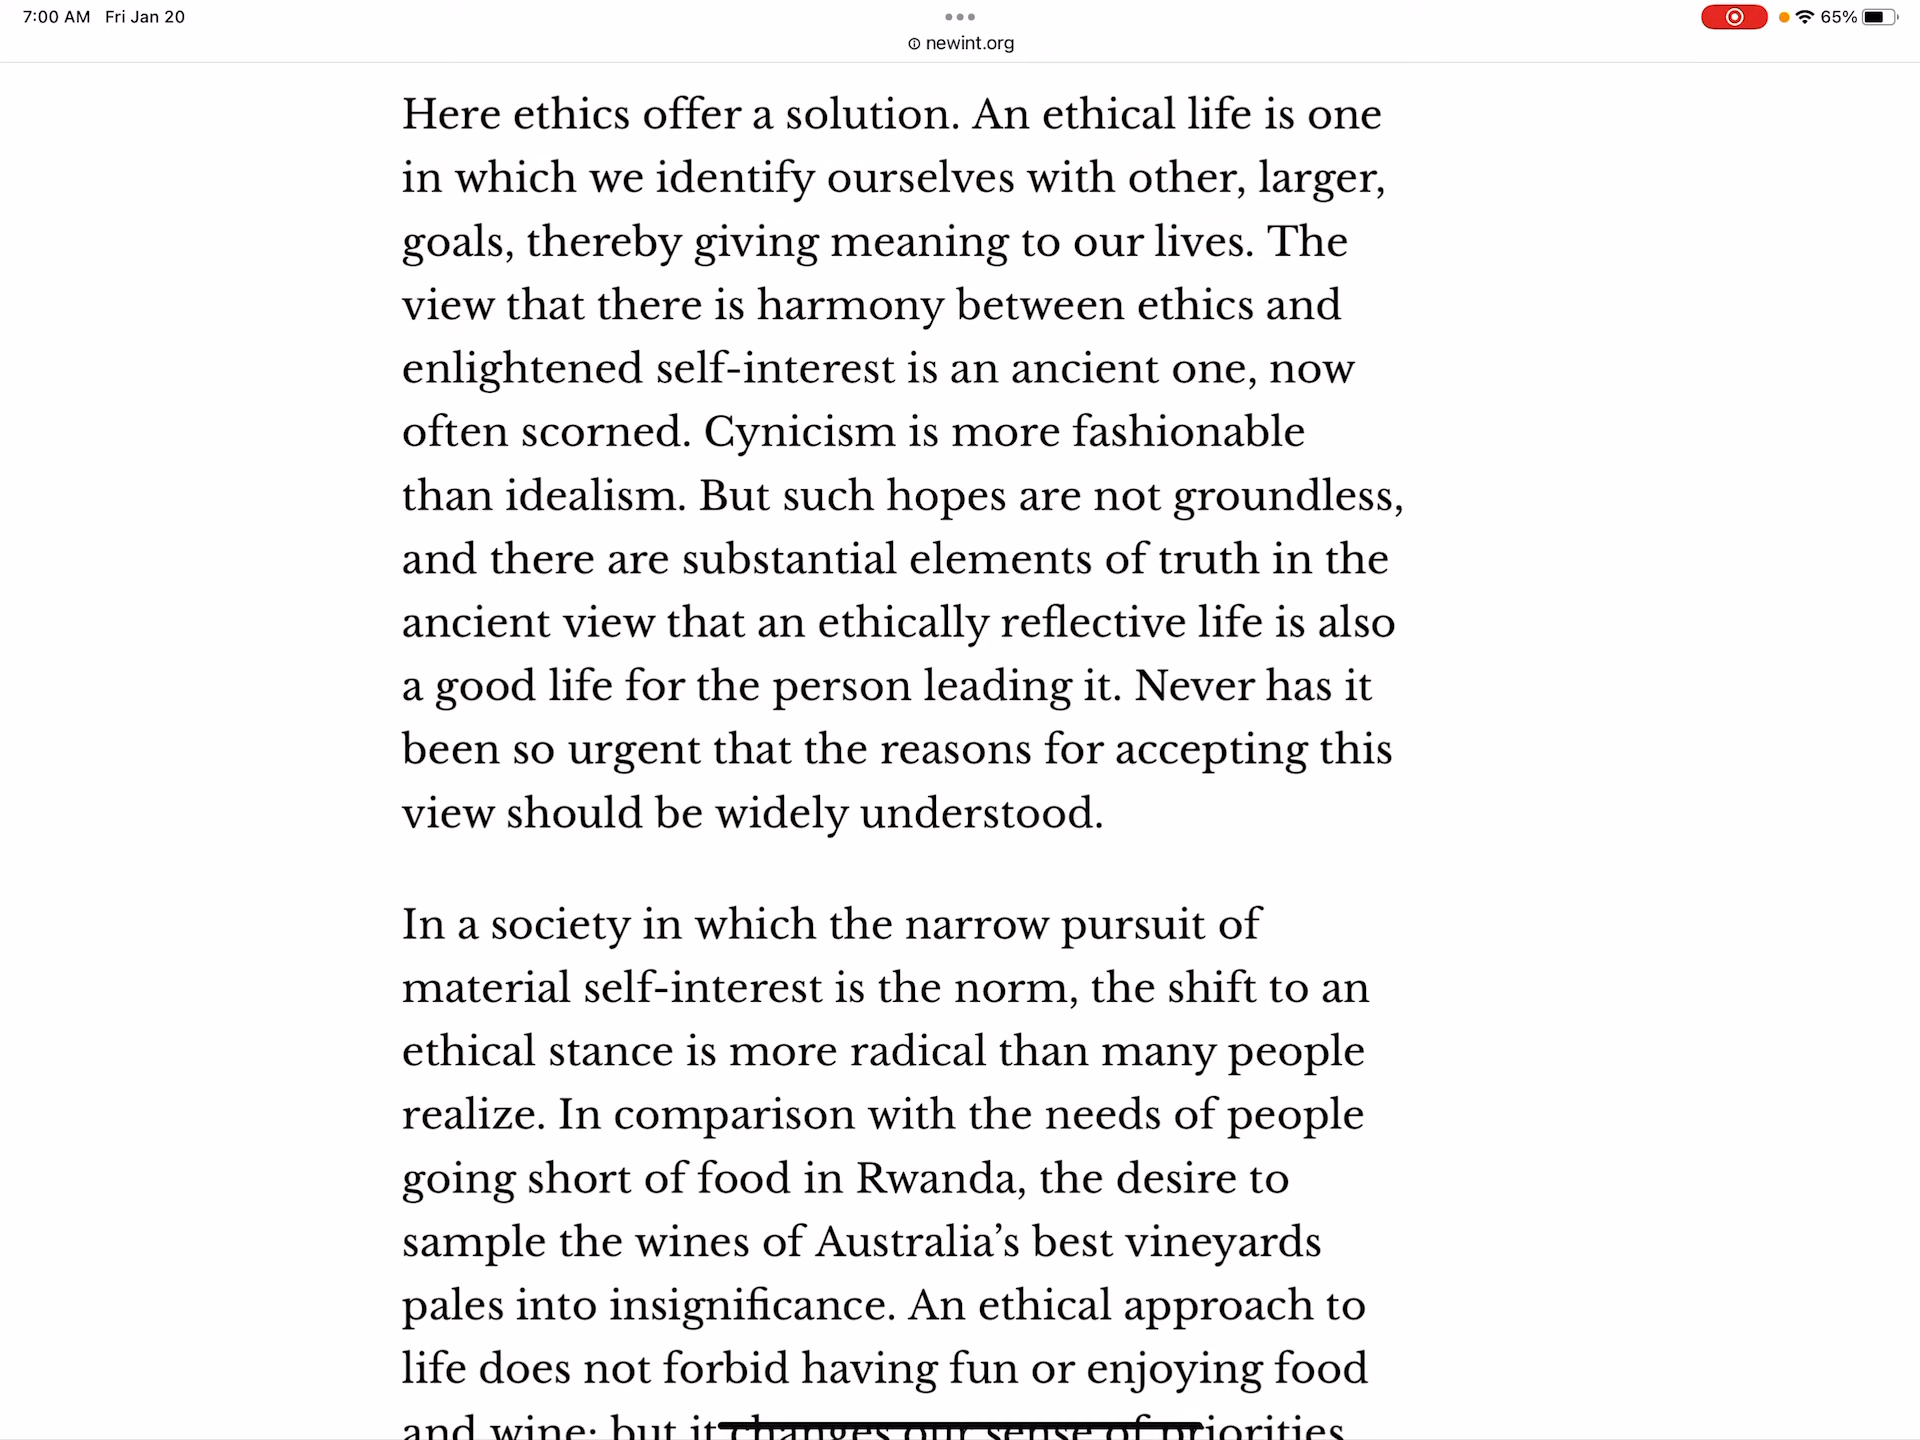 7:00 AM Fri Jan 20
65%
newint.org
Here ethics offer a solution. An ethical life is one
in which we identify ourselves with other, larger,
goals, thereby giving meaning to our lives. The
view that there is harmony between ethics and
enlightened self-interest is an ancient one, now
often scorned. Cynicism is more fashionable
than idealism. But such hopes are not groundless,
and there are substantial elements of truth in the
ancient view that an ethically reflective life is also
a good life for the person leading it. Never has it
been so urgent that the reasons for accepting this
view should be widely understood.
In a society in which the narrow pursuit of
material self-interest is the norm, the shift to an
ethical stance is more radical than many people
realize. In comparison with the needs of people
going short of food in Rwanda, the desire to
sample the wines of Australia’s best vineyards
pales into insignificance. An ethical approach to
life does not forbid having fun or enjoying food
and wine; but it changes our sense of priorities